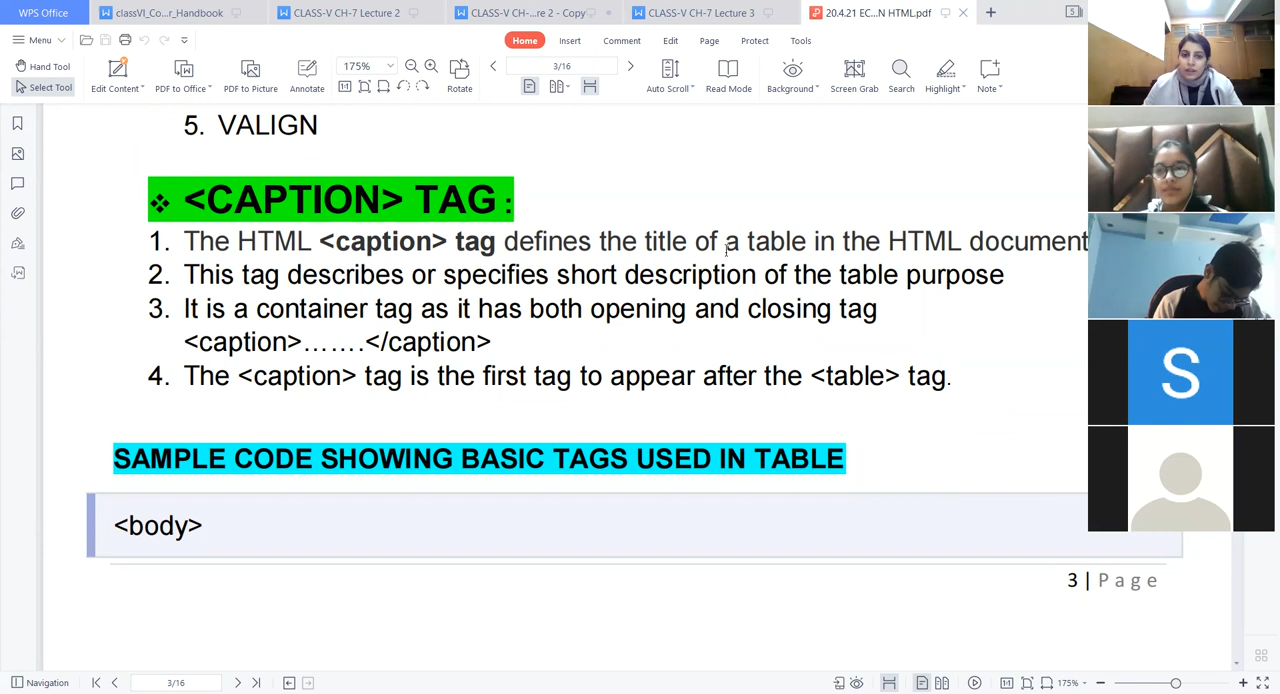 WPS Office
classVI_Co...r_Handbook
CLASS-V CH-7 Lecture 2
CLASS-V CH-...re 2 - Copy
CLASS-V CH-7 Lecture 3
20.4.21 EC...N HTML.pdf
5
Menu
Home
Insert
Comment
Edit
Page
Protect
Tools
Hand Tool
Select Tool
Edit Content
PDF to Office
PDF to Picture
Annotate
175%
Rotate
3/16
Auto Scroll
Read Mode
Background
Screen Grab
Search
Highlight
Note
5. VALIGN
❖ <CAPTION> TAG :
1. The HTML <caption> tag defines the title of a table in the HTML document
2. This tag describes or specifies short description of the table purpose
3. It is a container tag as it has both opening and closing tag
<caption>…….</caption>
4. The <caption> tag is the first tag to appear after the <table> tag.
SAMPLE CODE SHOWING BASIC TAGS USED IN TABLE
<body>
3 | Page
S
Navigation
3/16
175%